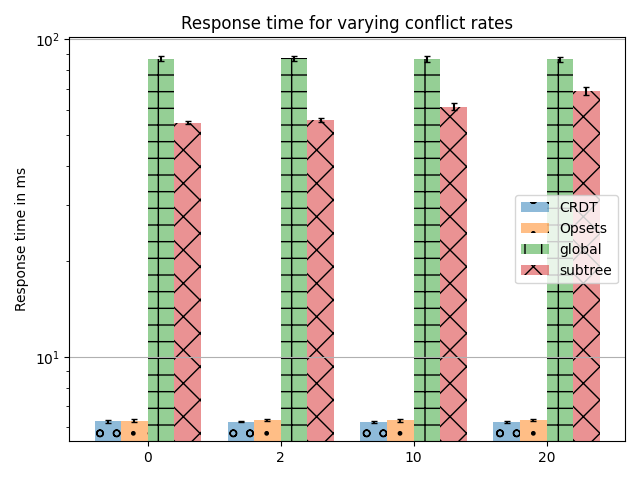 Response time for varying conflict rates
10²
Response time in ms
CRDT
Opsets
global
subtree
10¹
0 2 10 20